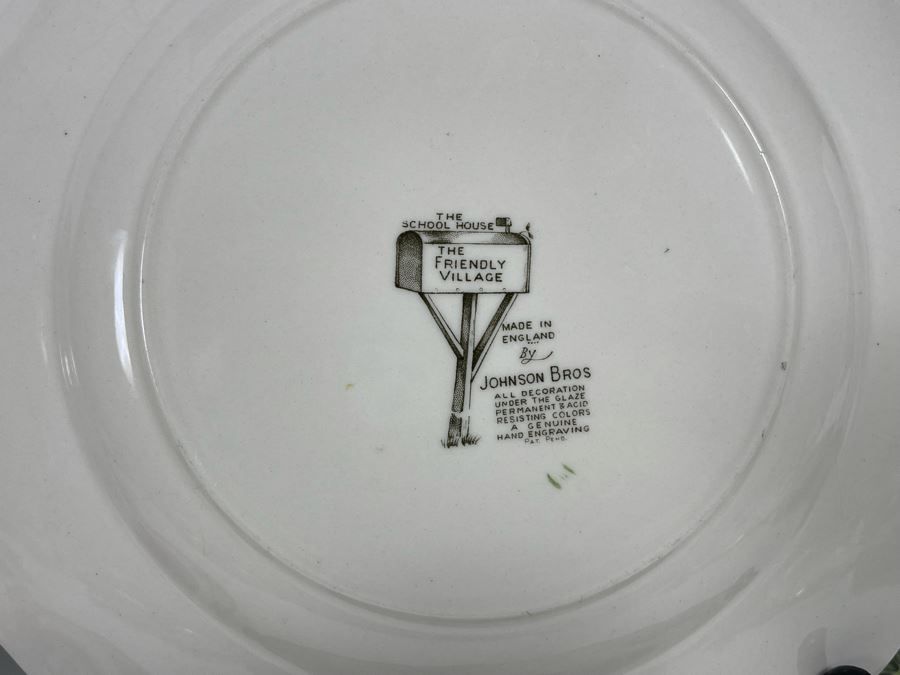 THE
SCHOOL HOUSE
THE
FRIENDLY
VILLAGE
MADE IN
ENGLAND
By
JOHNSON BROS
ALL DECORATION
UNDER THE GLAZE
PERMANENT & ACID
RESISTING COLORS
A GENUINE
HAND ENGRAVING
PAT. PEND.